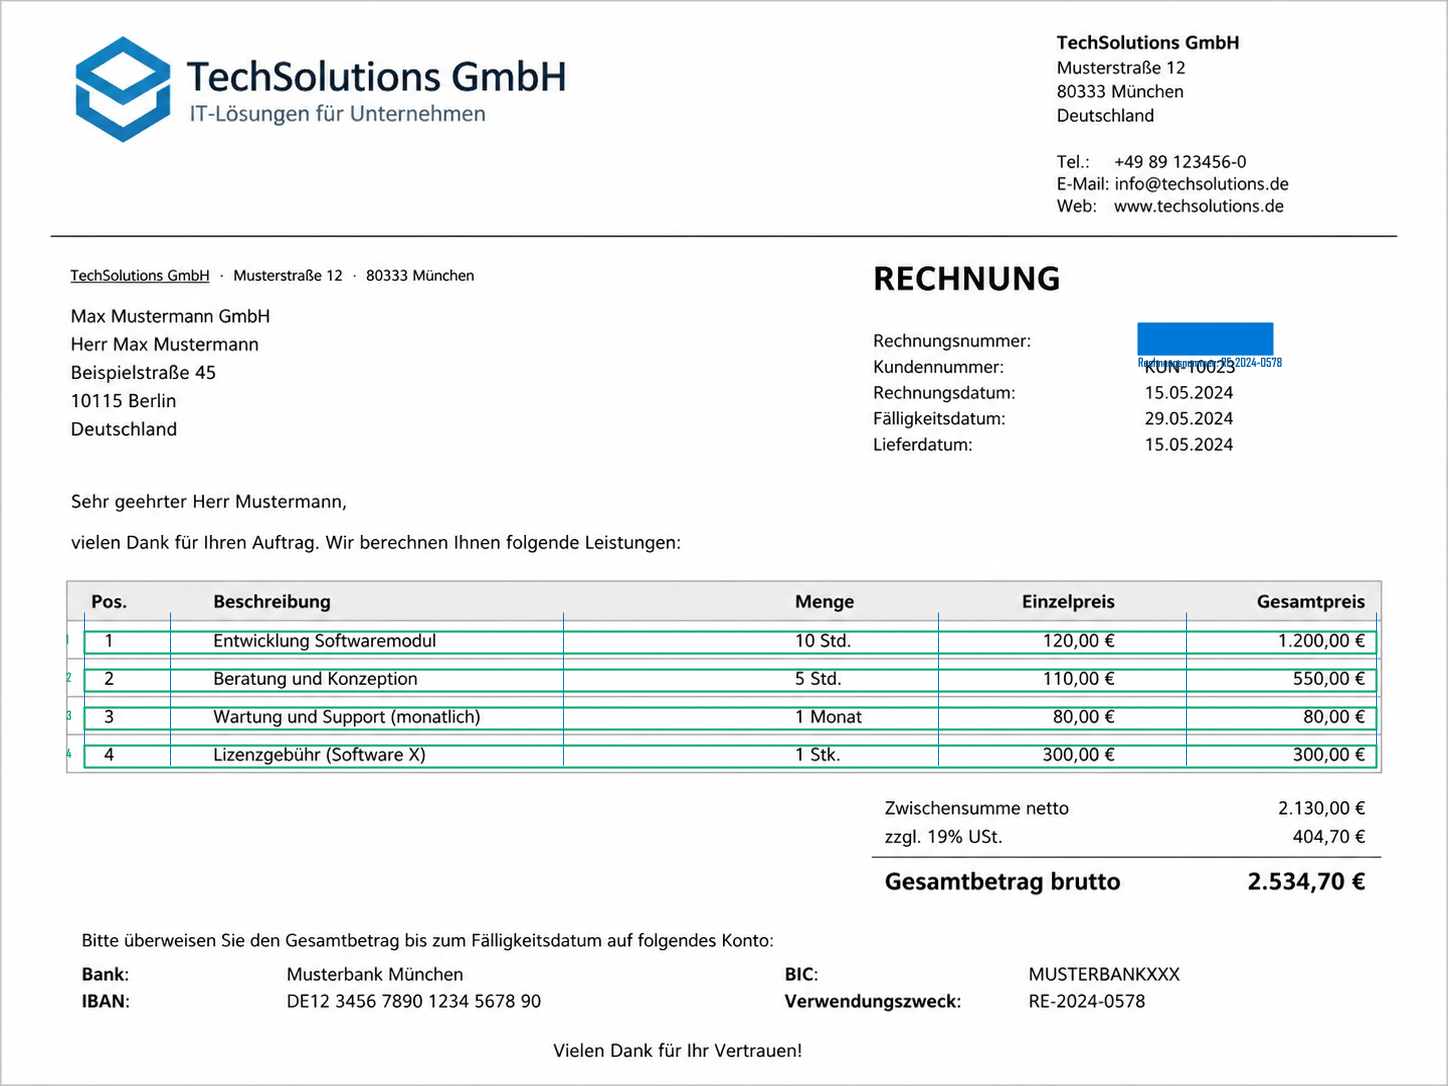 TechSolutions GmbH
IT-Lösungen für Unternehmen
TechSolutions GmbH
Musterstraße 12
80333 München
Deutschland
Tel.: +49 89 123456-0
E-Mail: info@techsolutions.de
Web: www.techsolutions.de
TechSolutions GmbH · Musterstraße 12 · 80333 München
Max Mustermann GmbH
Herr Max Mustermann
Beispielstraße 45
10115 Berlin
Deutschland
RECHNUNG
Rechnungsnummer:
Rechnungsnummer: RE-2024-0578
Kundennummer: KUN-10023
Rechnungsdatum: 15.05.2024
Fälligkeitsdatum: 29.05.2024
Lieferdatum: 15.05.2024
Sehr geehrter Herr Mustermann,
vielen Dank für Ihren Auftrag. Wir berechnen Ihnen folgende Leistungen:
Pos. Beschreibung Menge Einzelpreis Gesamtpreis
1 1 Entwicklung Softwaremodul 10 Std. 120,00 € 1.200,00 €
2 2 Beratung und Konzeption 5 Std. 110,00 € 550,00 €
3 3 Wartung und Support (monatlich) 1 Monat 80,00 € 80,00 €
4 4 Lizenzgebühr (Software X) 1 Stk. 300,00 € 300,00 €
Zwischensumme netto 2.130,00 €
zzgl. 19% USt. 404,70 €
Gesamtbetrag brutto 2.534,70 €
Bitte überweisen Sie den Gesamtbetrag bis zum Fälligkeitsdatum auf folgendes Konto:
Bank: Musterbank München BIC: MUSTERBANKXXX
IBAN: DE12 3456 7890 1234 5678 90 Verwendungszweck: RE-2024-0578
Vielen Dank für Ihr Vertrauen!